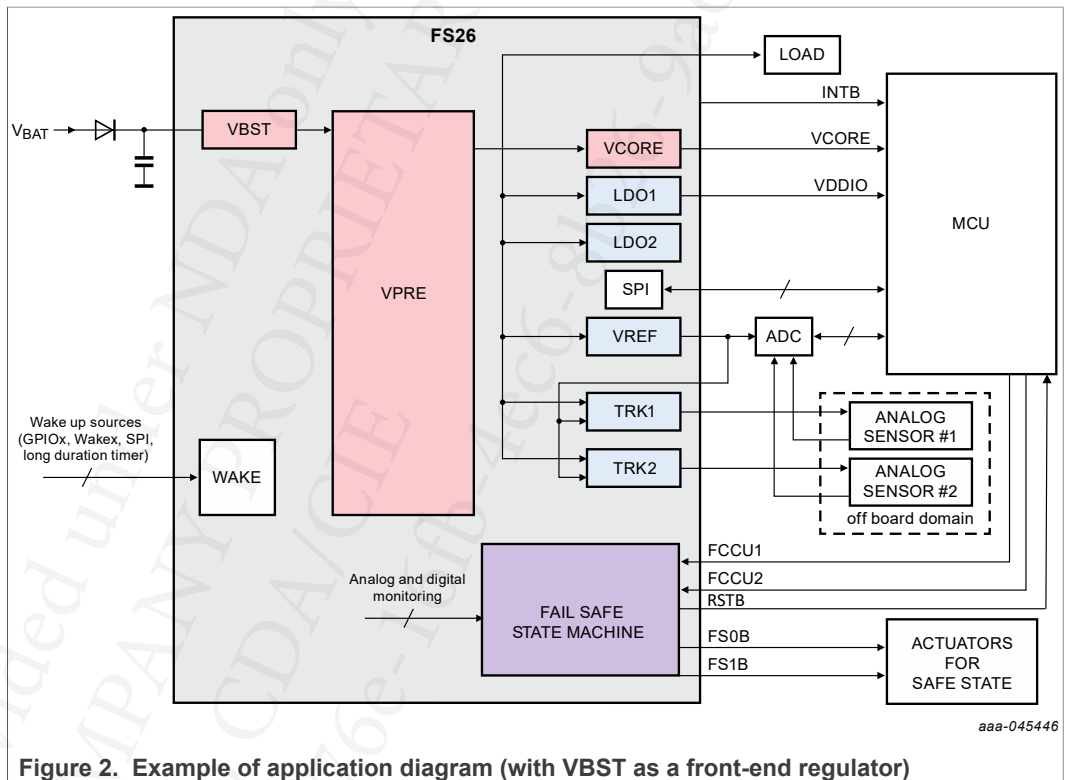 FS26
LOAD
INTB
VBAT
VBST
VCORE
VCORE
LDO1
VDDIO
MCU
LDO2
VPRE
SPI
VREF
ADC
Wake up sources
(GPIOx, Wakex, SPI,
long duration timer)
WAKE
TRK1
ANALOG
SENSOR #1
TRK2
ANALOG
SENSOR #2
off board domain
Analog and digital
monitoring
FAIL SAFE
STATE MACHINE
FCCU1
FCCU2
RSTB
FS0B
FS1B
ACTUATORS
FOR
SAFE STATE
aaa-045446
Figure 2. Example of application diagram (with VBST as a front-end regulator)